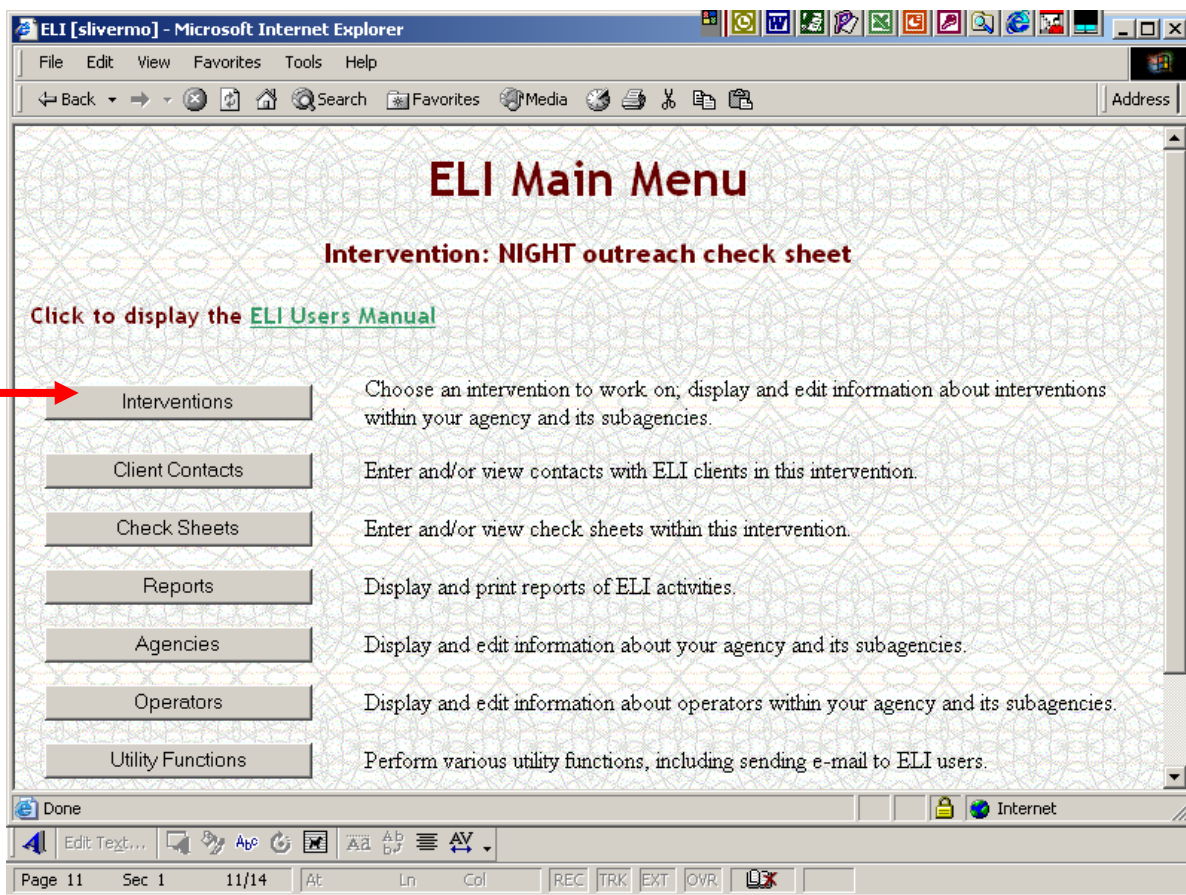 ELI [slivermo] - Microsoft Internet Explorer
File Edit View Favorites Tools Help
Back Search Favorites Media Address
ELI Main Menu
Intervention: NIGHT outreach check sheet
Click to display the ELI Users Manual
Interventions
Choose an intervention to work on; display and edit information about interventions
within your agency and its subagencies.
Client Contacts
Enter and/or view contacts with ELI clients in this intervention.
Check Sheets
Enter and/or view check sheets within this intervention.
Reports
Display and print reports of ELI activities.
Agencies
Display and edit information about your agency and its subagencies.
Operators
Display and edit information about operators within your agency and its subagencies.
Utility Functions
Perform various utility functions, including sending e-mail to ELI users.
Done Internet
Edit Text... Abc Aa Ab AV
Page 11 Sec 1 11/14 At Ln Col REC TRK EXT OVR